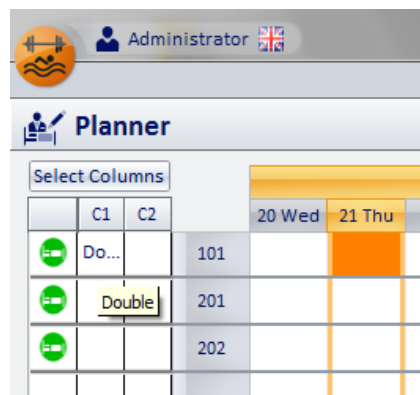 Administrator
Planner
Select Columns
C1 C2 20 Wed 21 Thu
Do... 101
Double 201
202